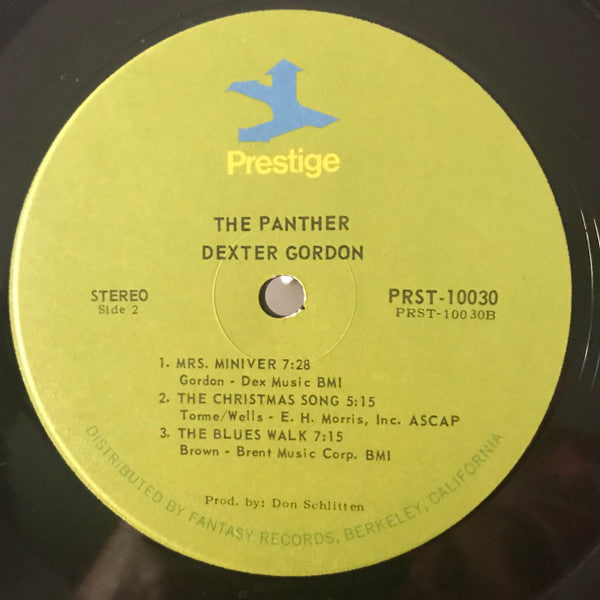 Prestige
THE PANTHER
DEXTER GORDON
STEREO
Side 2
PRST-10030
PRST-10030B
1. MRS. MINIVER 7:28
Gordon - Dex Music BMI
2. THE CHRISTMAS SONG 5:15
Torme/Wells - E. H. Morris, Inc. ASCAP
3. THE BLUES WALK 7:15
Brown - Brent Music Corp. BMI
Prod. by: Don Schlitten
DISTRIBUTED BY FANTASY RECORDS, BERKELEY, CALIFORNIA